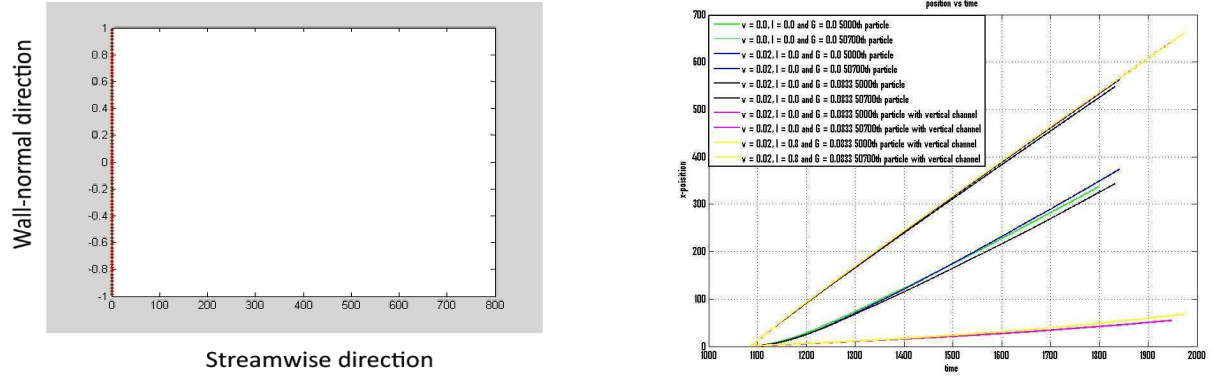 Wall-normal direction
1
0.8
0.6
0.4
0.2
0
-0.2
-0.4
-0.6
-0.8
-1
0 100 200 300 400 500 600 700 800
Streamwise direction
position vs time
x-poisition
700
600
500
400
300
200
100
0
v = 0.0, I = 0.0 and G = 0.0 5000th particle
v = 0.0, I = 0.0 and G = 0.0 50700th particle
v = 0.02, I = 0.0 and G = 0.0 5000th particle
v = 0.02, I = 0.0 and G = 0.0 50700th particle
v = 0.02, I = 0.0 and G = 0.0833 5000th particle
v = 0.02, I = 0.0 and G = 0.0833 50700th particle
v = 0.02, I = 0.0 and G = 0.0833 5000th particle with vertical channel
v = 0.02, I = 0.0 and G = 0.0833 50700th particle with vertical channel
v = 0.02, I = 0.8 and G = 0.0833 5000th particle with vertical channel
v = 0.02, I = 0.8 and G = 0.0833 50700th particle with vertical channel
1000 1100 1200 1300 1400 1500 1600 1700 1800 1900 2000
time